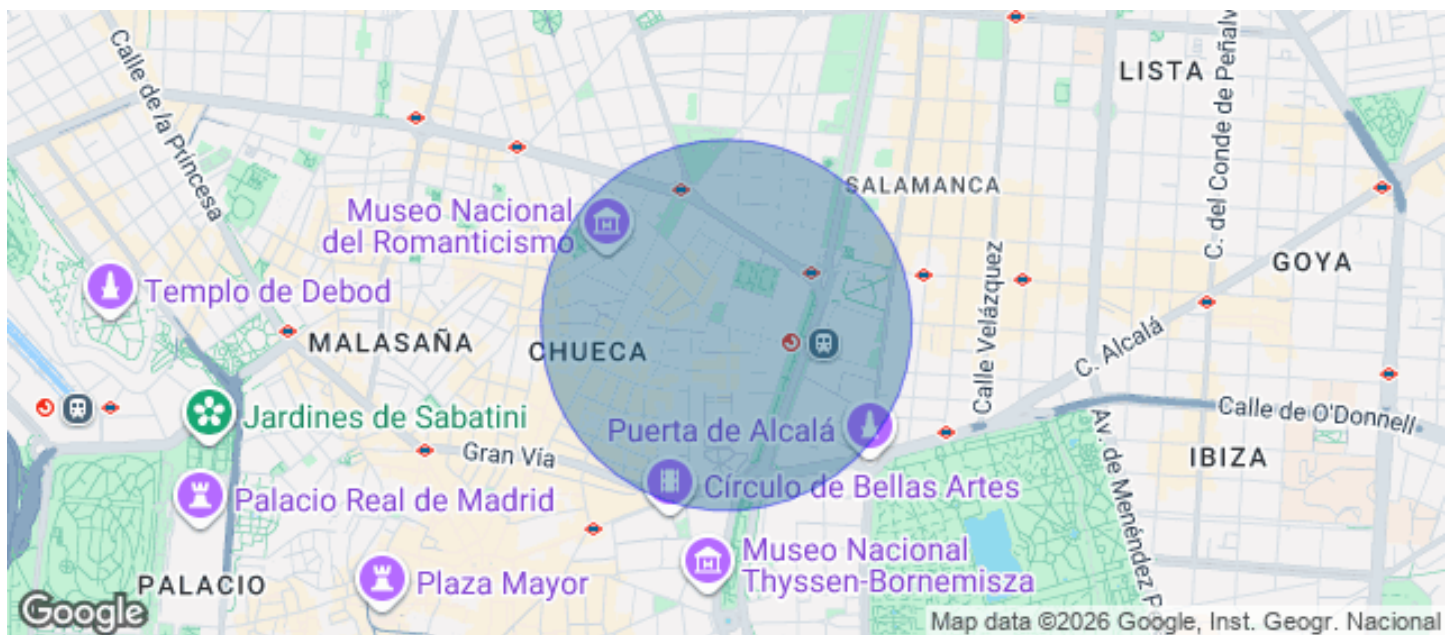 Calle de la Princesa
LISTA
C. del Conde de Peñalv
SALAMANCA
Museo Nacional
del Romanticismo
GOYA
Templo de Debod
Calle Velázquez
MALASAÑA
CHUECA
C. Alcalá
Jardines de Sabatini
Calle de O'Donnell
Puerta de Alcalá
Av. de Menéndez P
Gran Vía
IBIZA
Palacio Real de Madrid
Círculo de Bellas Artes
Museo Nacional
Thyssen-Bornemisza
PALACIO
Plaza Mayor
Google
Map data ©2026 Google, Inst. Geogr. Nacional